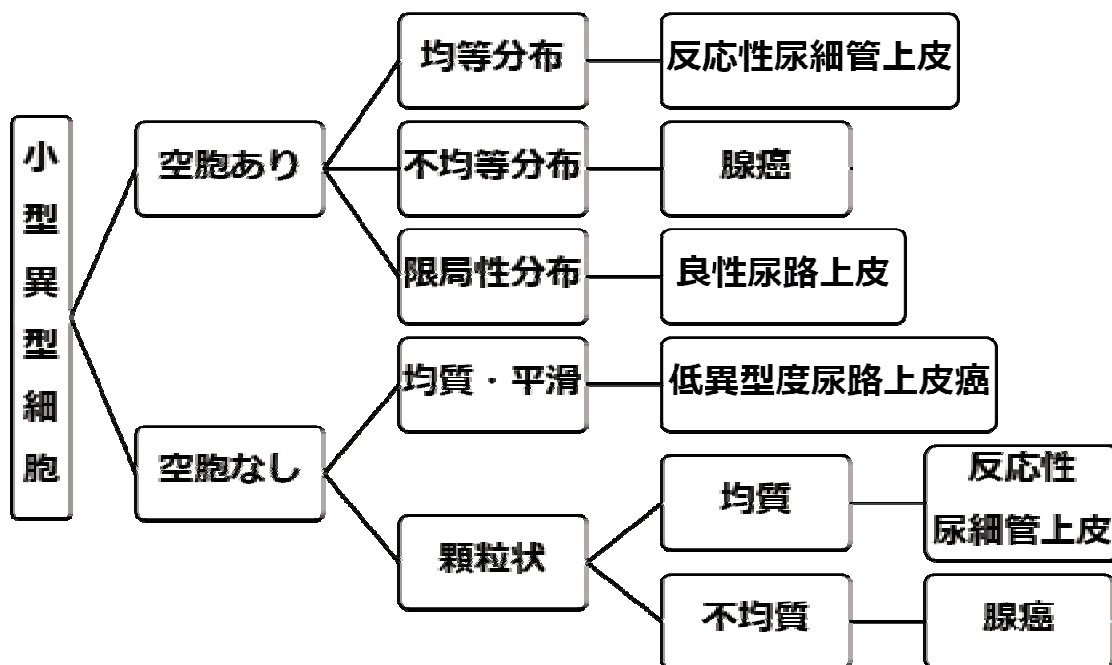 小型異型細胞
空胞あり
均等分布
反応性尿細管上皮
不均等分布
腺癌
限局性分布
良性尿路上皮
空胞なし
均質・平滑
低異型度尿路上皮癌
顆粒状
均質
反応性
尿細管上皮
不均質
腺癌